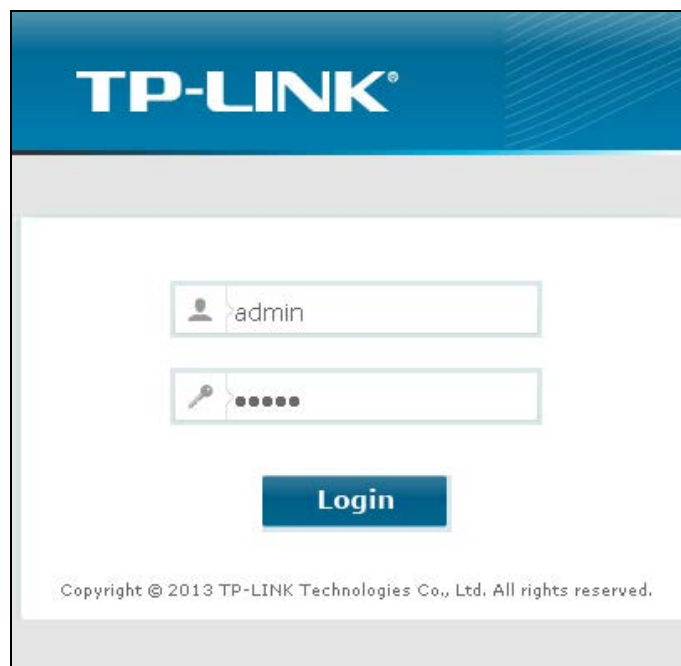 TP-LINK®
admin
●●●●●
Login
Copyright © 2013 TP-LINK Technologies Co., Ltd. All rights reserved.